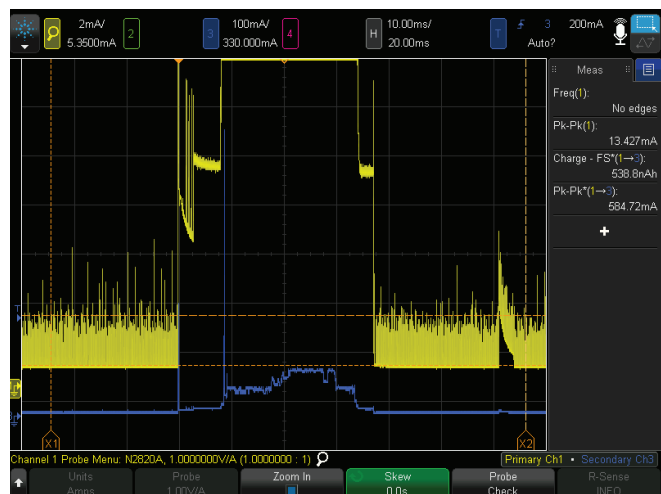 2mA/
5.3500mA
2
3
100mA/
330.000mA
4
H
10.00ms/
20.00ms
T
3
200mA
Auto?
Meas
Freq(1):
No edges
Pk-Pk(1):
13.427mA
Charge - FS*(1→3):
538.8nAh
Pk-Pk*(1→3):
584.72mA
+
T
X1
X2
Channel 1 Probe Menu: N2820A, 1.0000000V/A (1.0000000 : 1)
Primary Ch1 • Secondary Ch3
Units
Amps
Probe
1.00V/A
Zoom In
Skew
0.0s
Probe
Check
R-Sense
INFO